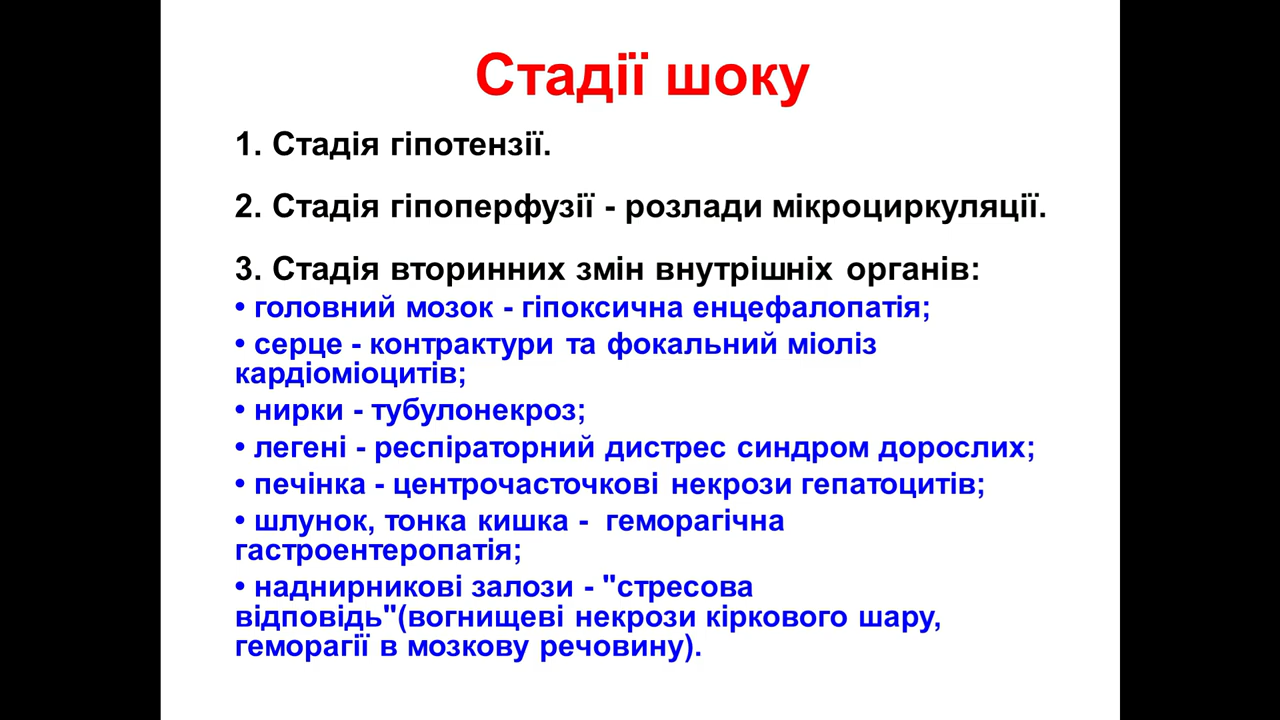 Стадії шоку
1. Стадія гіпотензії.
2. Стадія гіпоперфузії - розлади мікроциркуляції.
3. Стадія вторинних змін внутрішніх органів:
• головний мозок - гіпоксична енцефалопатія;
• серце - контрактури та фокальний міоліз
кардіоміоцитів;
• нирки - тубулонекроз;
• легені - респіраторний дистрес синдром дорослих;
• печінка - центрочасточкові некрози гепатоцитів;
• шлунок, тонка кишка -  геморагічна
гастроентеропатія;
• наднирникові залози - "стресова
відповідь"(вогнищеві некрози кіркового шару,
геморагії в мозкову речовину).